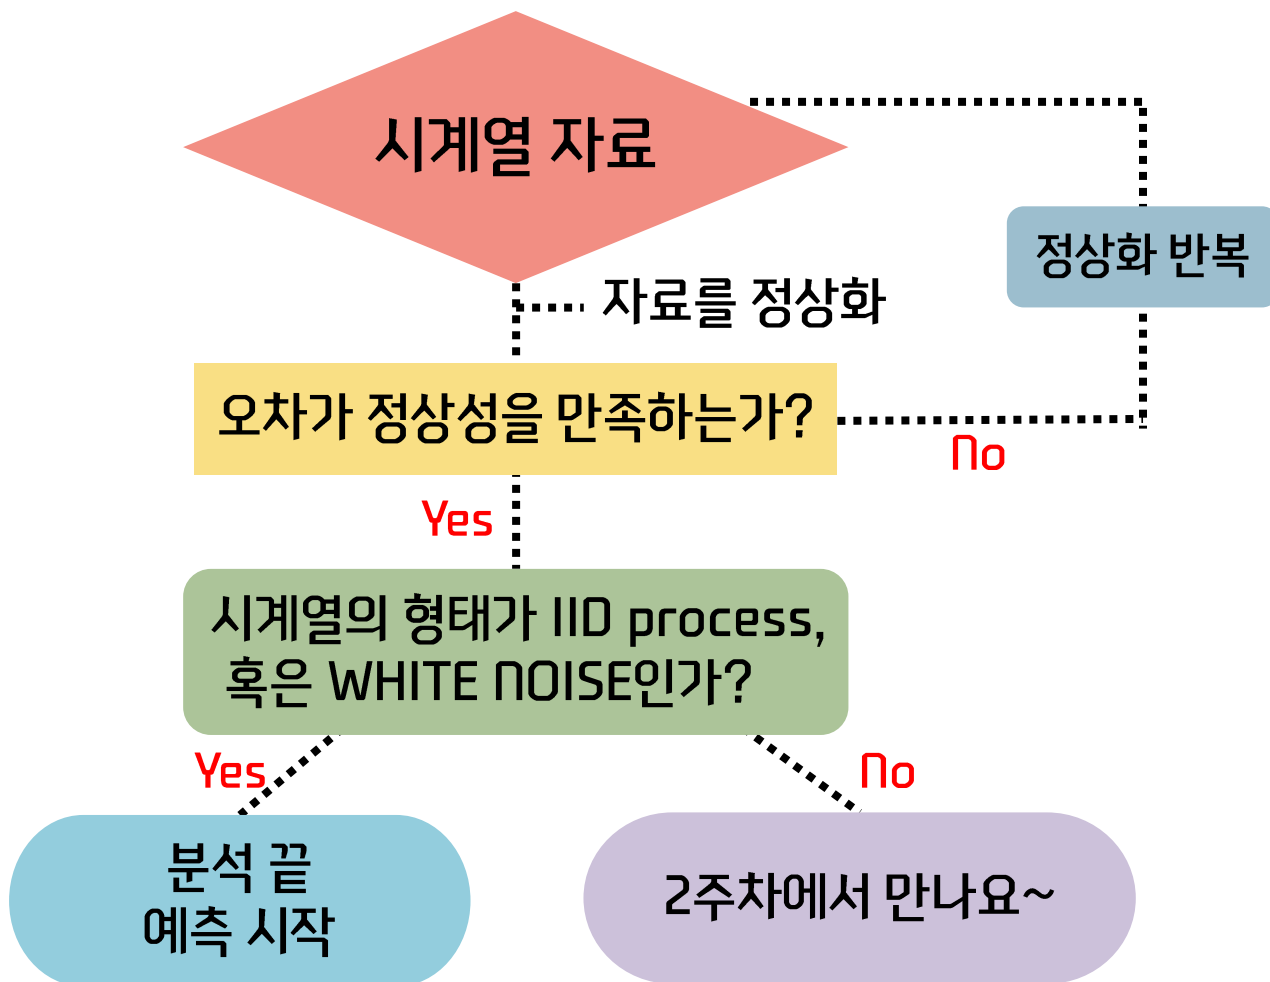 시계열 자료
정상화 반복
자료를 정상화
오차가 정상성을 만족하는가?
No
Yes
시계열의 형태가 IID process,
혹은 WHITE NOISE인가?
Yes
No
분석 끝
예측 시작
2주차에서 만나요~